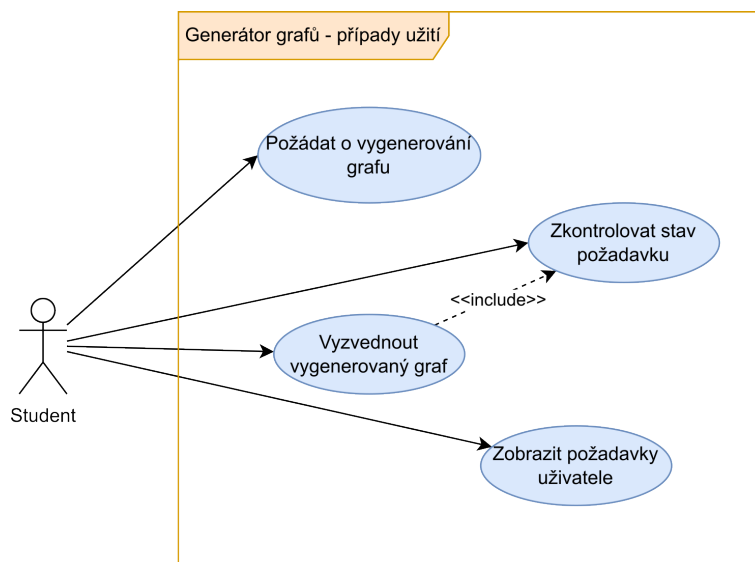 Generátor grafů - případy užití
Požádat o vygenerování
grafu
Zkontrolovat stav
požadavku
<<include>>
Vyzvednout
vygenerovaný graf
Student
Zobrazit požadavky
uživatele